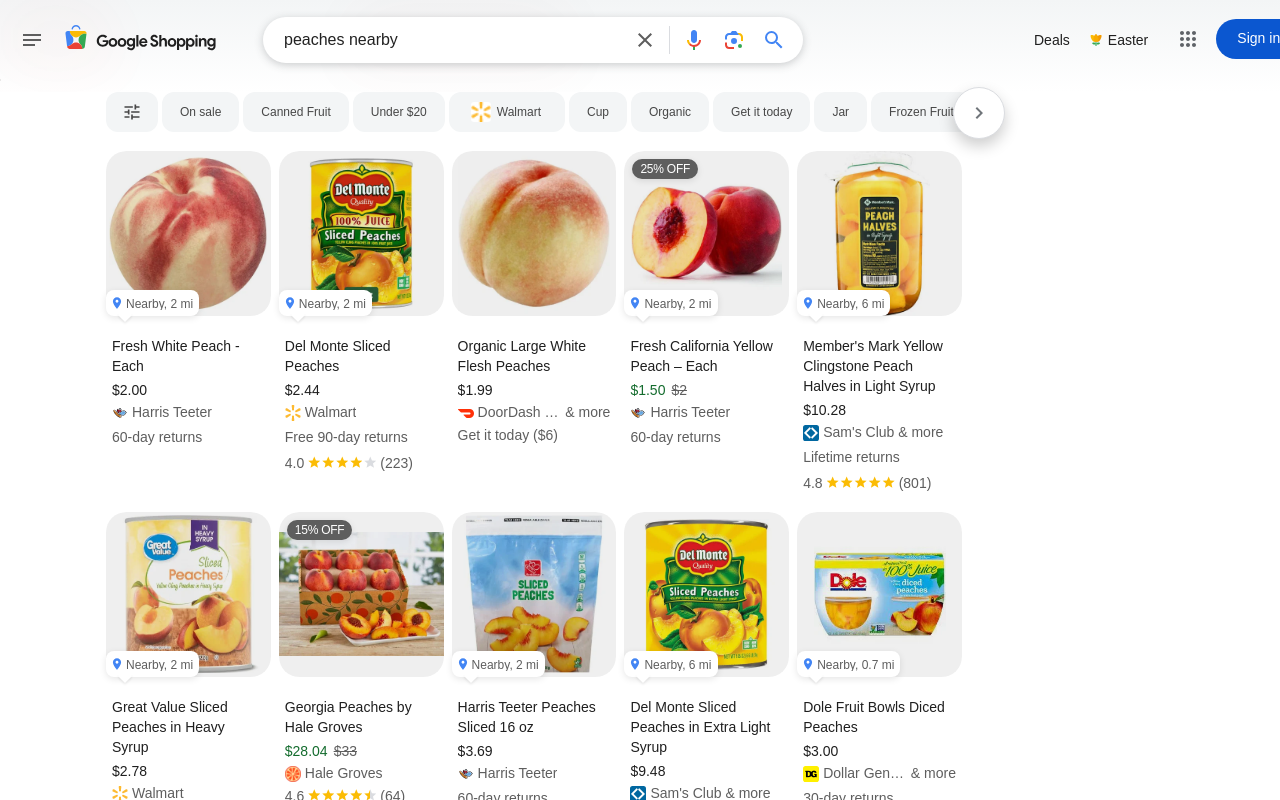 Google Shopping
peaches nearby
Deals
Easter
Sign in
On sale
Canned Fruit
Under $20
Walmart
Cup
Organic
Get it today
Jar
Frozen Fruit
Nearby, 2 mi
Fresh White Peach -
Each
$2.00
Harris Teeter
60-day returns
Del Monte
Quality
100% JUICE
Sliced Peaches
Nearby, 2 mi
Del Monte Sliced
Peaches
$2.44
Walmart
Free 90-day returns
4.0
(223)
Organic Large White
Flesh Peaches
$1.99
DoorDash … & more
Get it today ($6)
25% OFF
Nearby, 2 mi
Fresh California Yellow
Peach – Each
$1.50 $2
Harris Teeter
60-day returns
PEACH
HALVES
in Light Syrup
Nearby, 6 mi
Member's Mark Yellow
Clingstone Peach
Halves in Light Syrup
$10.28
Sam's Club & more
Lifetime returns
4.8
(801)
IN
HEAVY
SYRUP
Great
Value
Sliced
Peaches
Nearby, 2 mi
Great Value Sliced
Peaches in Heavy
Syrup
$2.78
Walmart
15% OFF
Georgia Peaches by
Hale Groves
$28.04 $33
Hale Groves
4.6
(64)
SLICED
PEACHES
Nearby, 2 mi
Harris Teeter Peaches
Sliced 16 oz
$3.69
Harris Teeter
60-day returns
Del Monte
Quality
Sliced Peaches
Nearby, 6 mi
Del Monte Sliced
Peaches in Extra Light
Syrup
$9.48
Sam's Club & more
100% Juice
Dole
diced
peaches
Nearby, 0.7 mi
Dole Fruit Bowls Diced
Peaches
$3.00
DG
Dollar Gen… & more
30-day returns